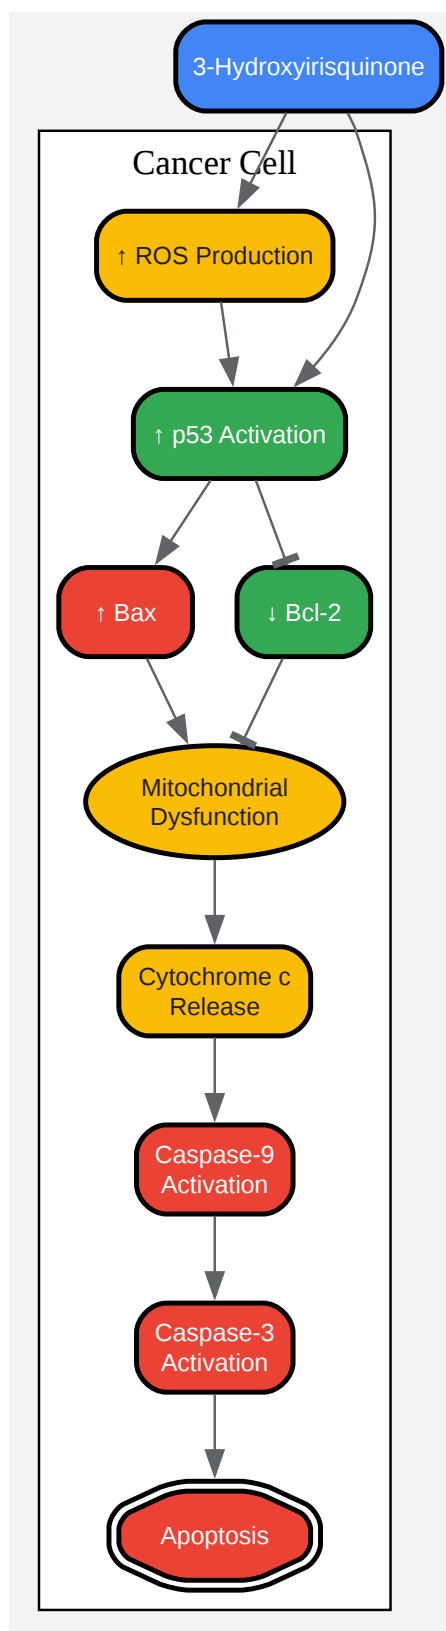 3-Hydroxyirisquinone
Cancer Cell
↑ ROS Production
↑ p53 Activation
↑ Bax
↓ Bcl-2
Mitochondrial
Dysfunction
Cytochrome c
Release
Caspase-9
Activation
Caspase-3
Activation
Apoptosis